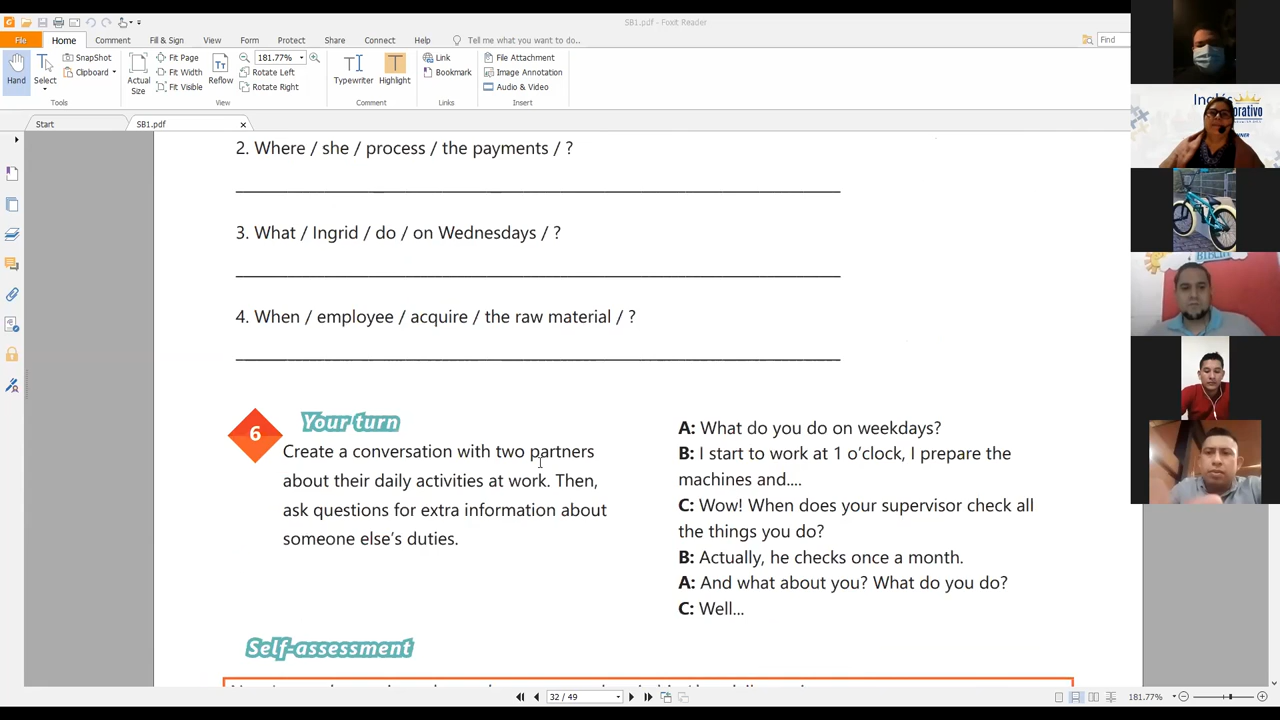 SB1.pdf - Foxit Reader
File Home Comment Fill & Sign View Form Protect Share Connect Help Tell me what you want to do.. Find
Hand
Select
SnapShot
Clipboard
Tools
Actual Size
Fit Page
Fit Width
Fit Visible
Reflow
181.77%
Rotate Left
Rotate Right
View
Typewriter
Highlight
Comment
Link
Bookmark
Links
File Attachment
Image Annotation
Audio & Video
Insert
Start SB1.pdf
2. Where / she / process / the payments / ?
3. What / Ingrid / do / on Wednesdays / ?
4. When / employee / acquire / the raw material / ?
6
Your turn
Create a conversation with two partners
about their daily activities at work. Then,
ask questions for extra information about
someone else's duties.
A: What do you do on weekdays?
B: I start to work at 1 o'clock, I prepare the
machines and....
C: Wow! When does your supervisor check all
the things you do?
B: Actually, he checks once a month.
A: And what about you? What do you do?
C: Well...
Self-assessment
32 / 49
181.77%